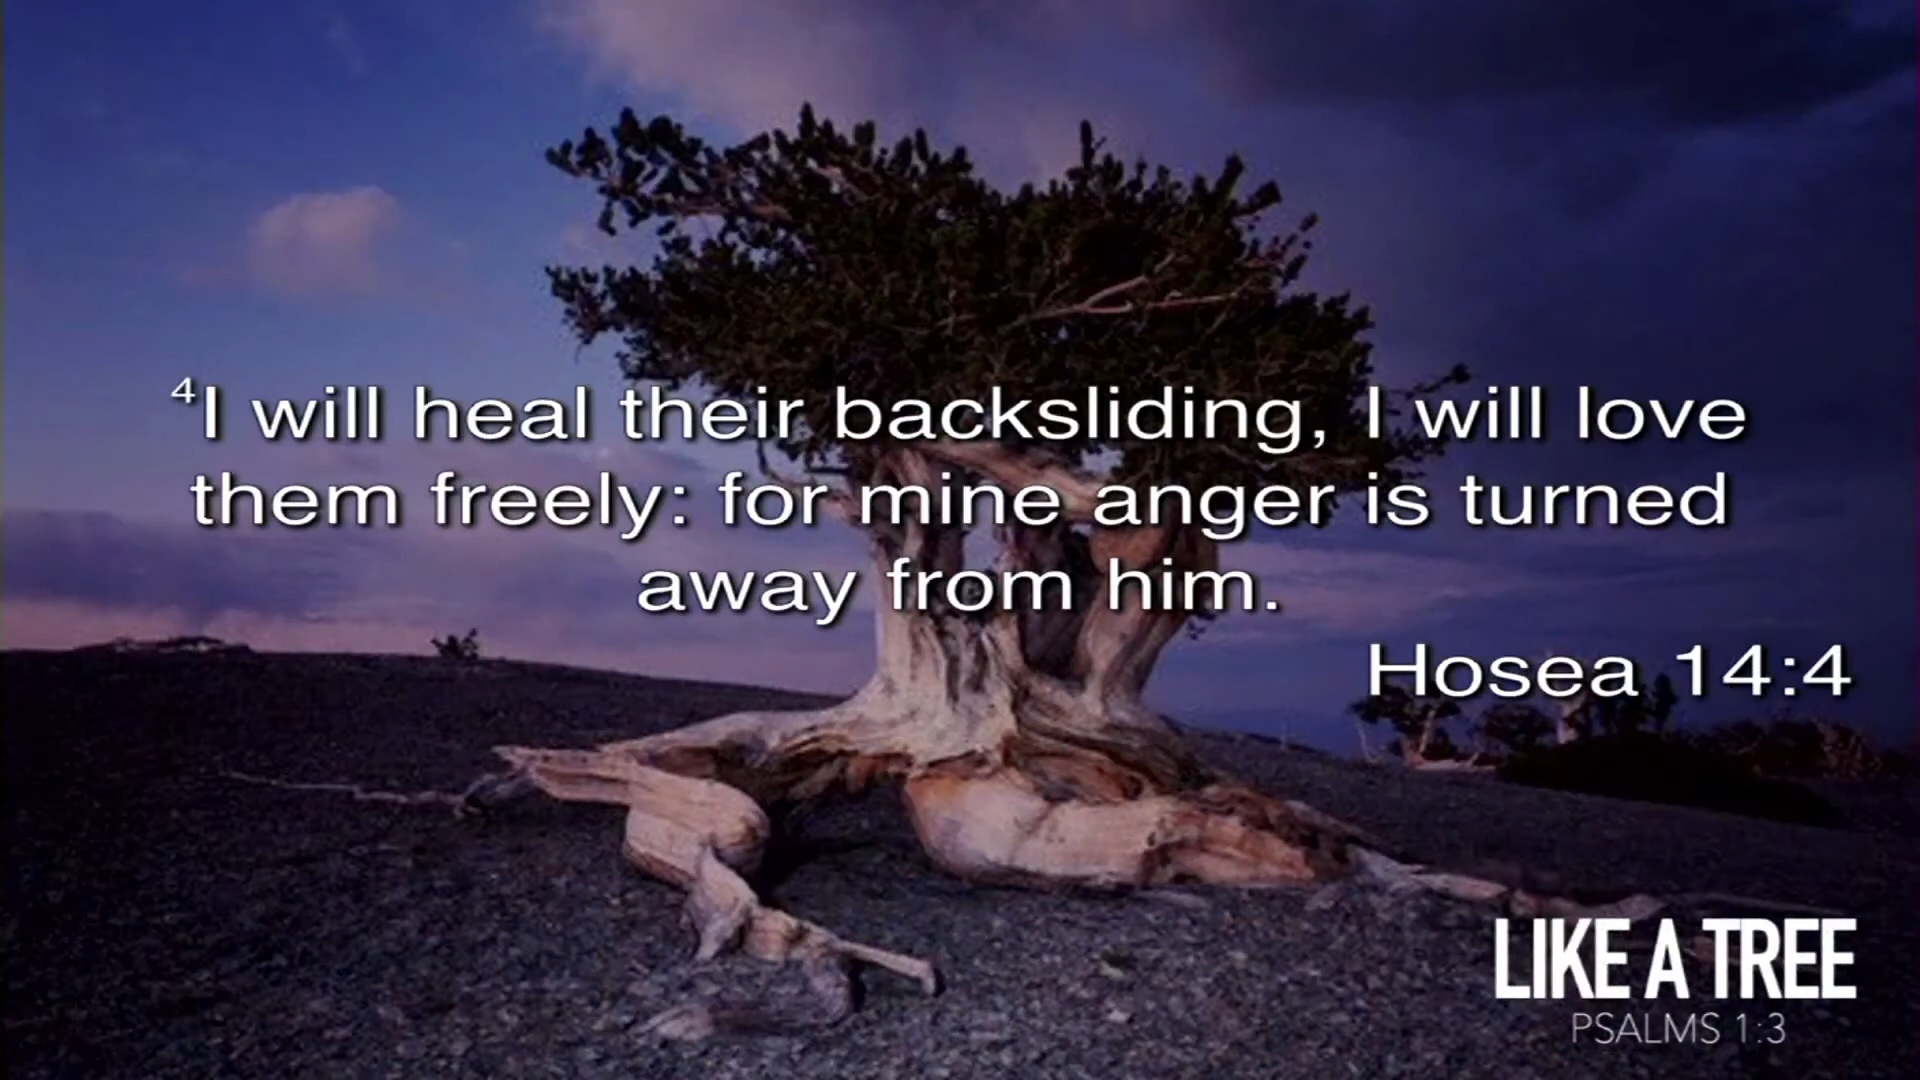 ⁴I will heal their backsliding, I will love
them freely: for mine anger is turned
away from him.
Hosea 14:4
LIKE A TREE
PSALMS 1:3